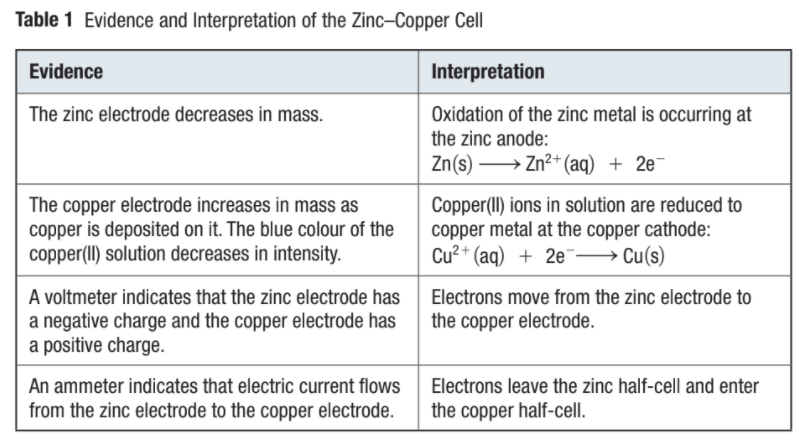 Table 1 Evidence and Interpretation of the Zinc–Copper Cell
Evidence
Interpretation
The zinc electrode decreases in mass.
Oxidation of the zinc metal is occurring at
the zinc anode:
Zn(s) ⟶ Zn²⁺(aq) + 2e⁻
The copper electrode increases in mass as
copper is deposited on it. The blue colour of the
copper(II) solution decreases in intensity.
Copper(II) ions in solution are reduced to
copper metal at the copper cathode:
Cu²⁺(aq) + 2e⁻ ⟶ Cu(s)
A voltmeter indicates that the zinc electrode has
a negative charge and the copper electrode has
a positive charge.
Electrons move from the zinc electrode to
the copper electrode.
An ammeter indicates that electric current flows
from the zinc electrode to the copper electrode.
Electrons leave the zinc half-cell and enter
the copper half-cell.